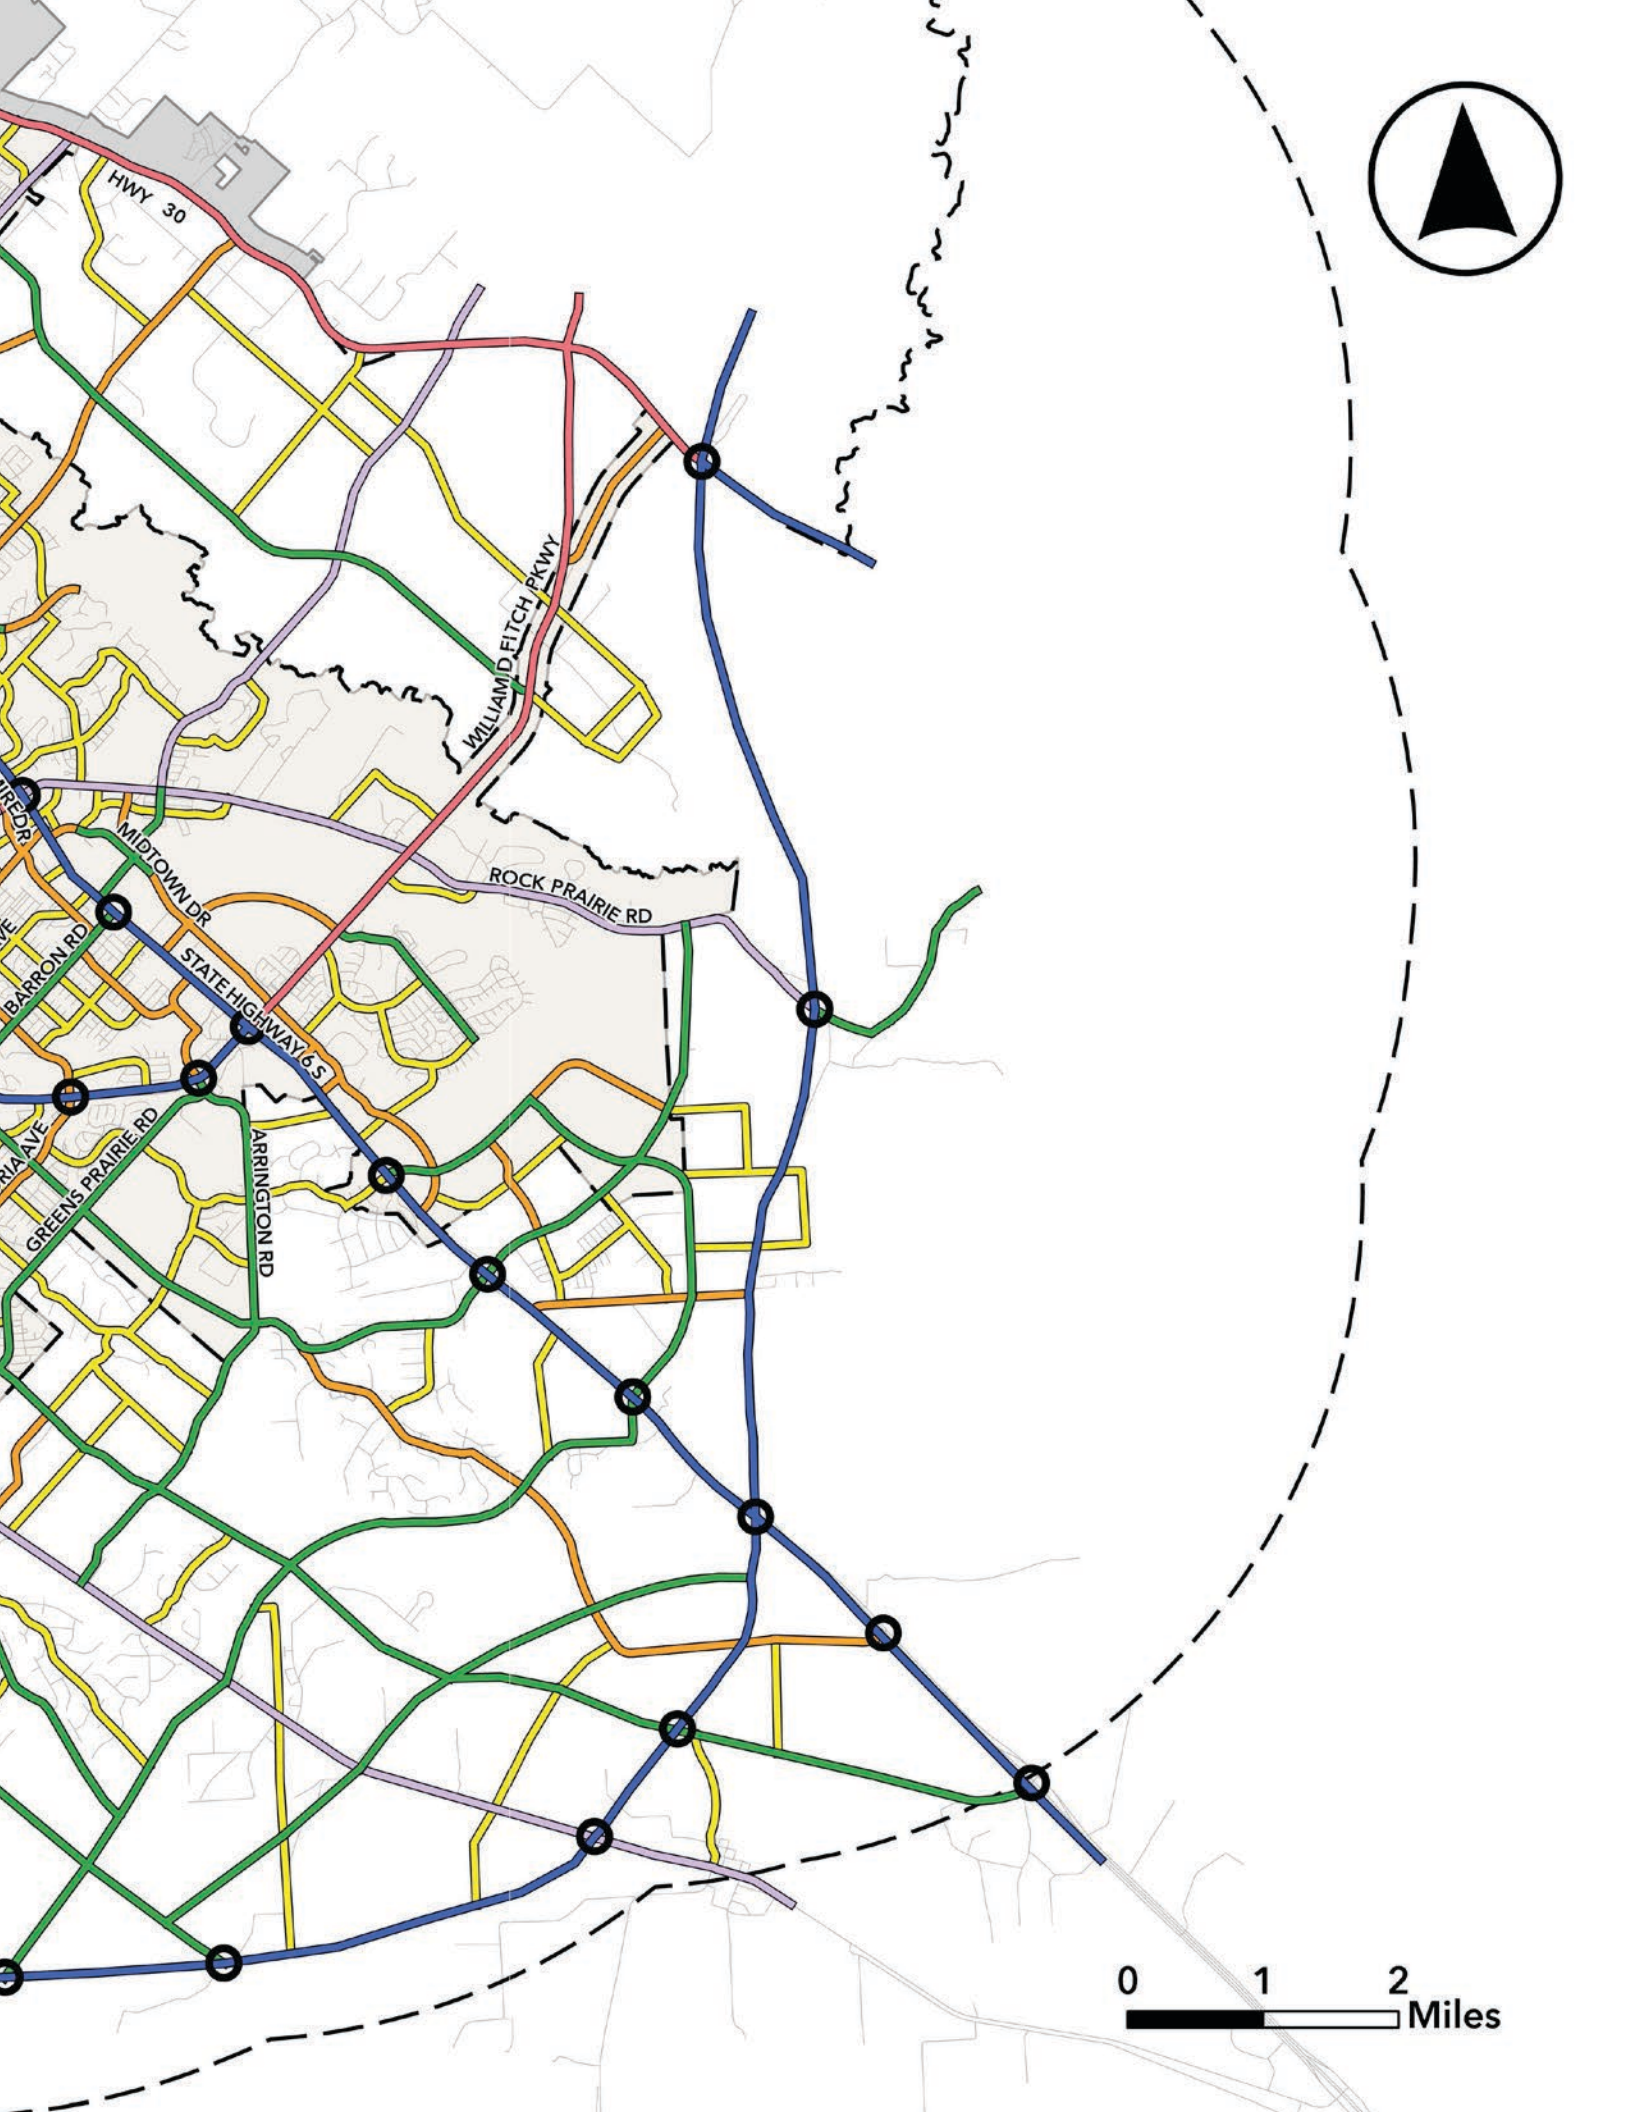 HWY 30
WILLIAM D FITCH PKWY
MIDTOWN DR
ROCK PRAIRIE RD
BARRON RD
STATE HIGHWAY 6 S
GREENS PRAIRIE RD
ARRINGTON RD
0 1 2
Miles